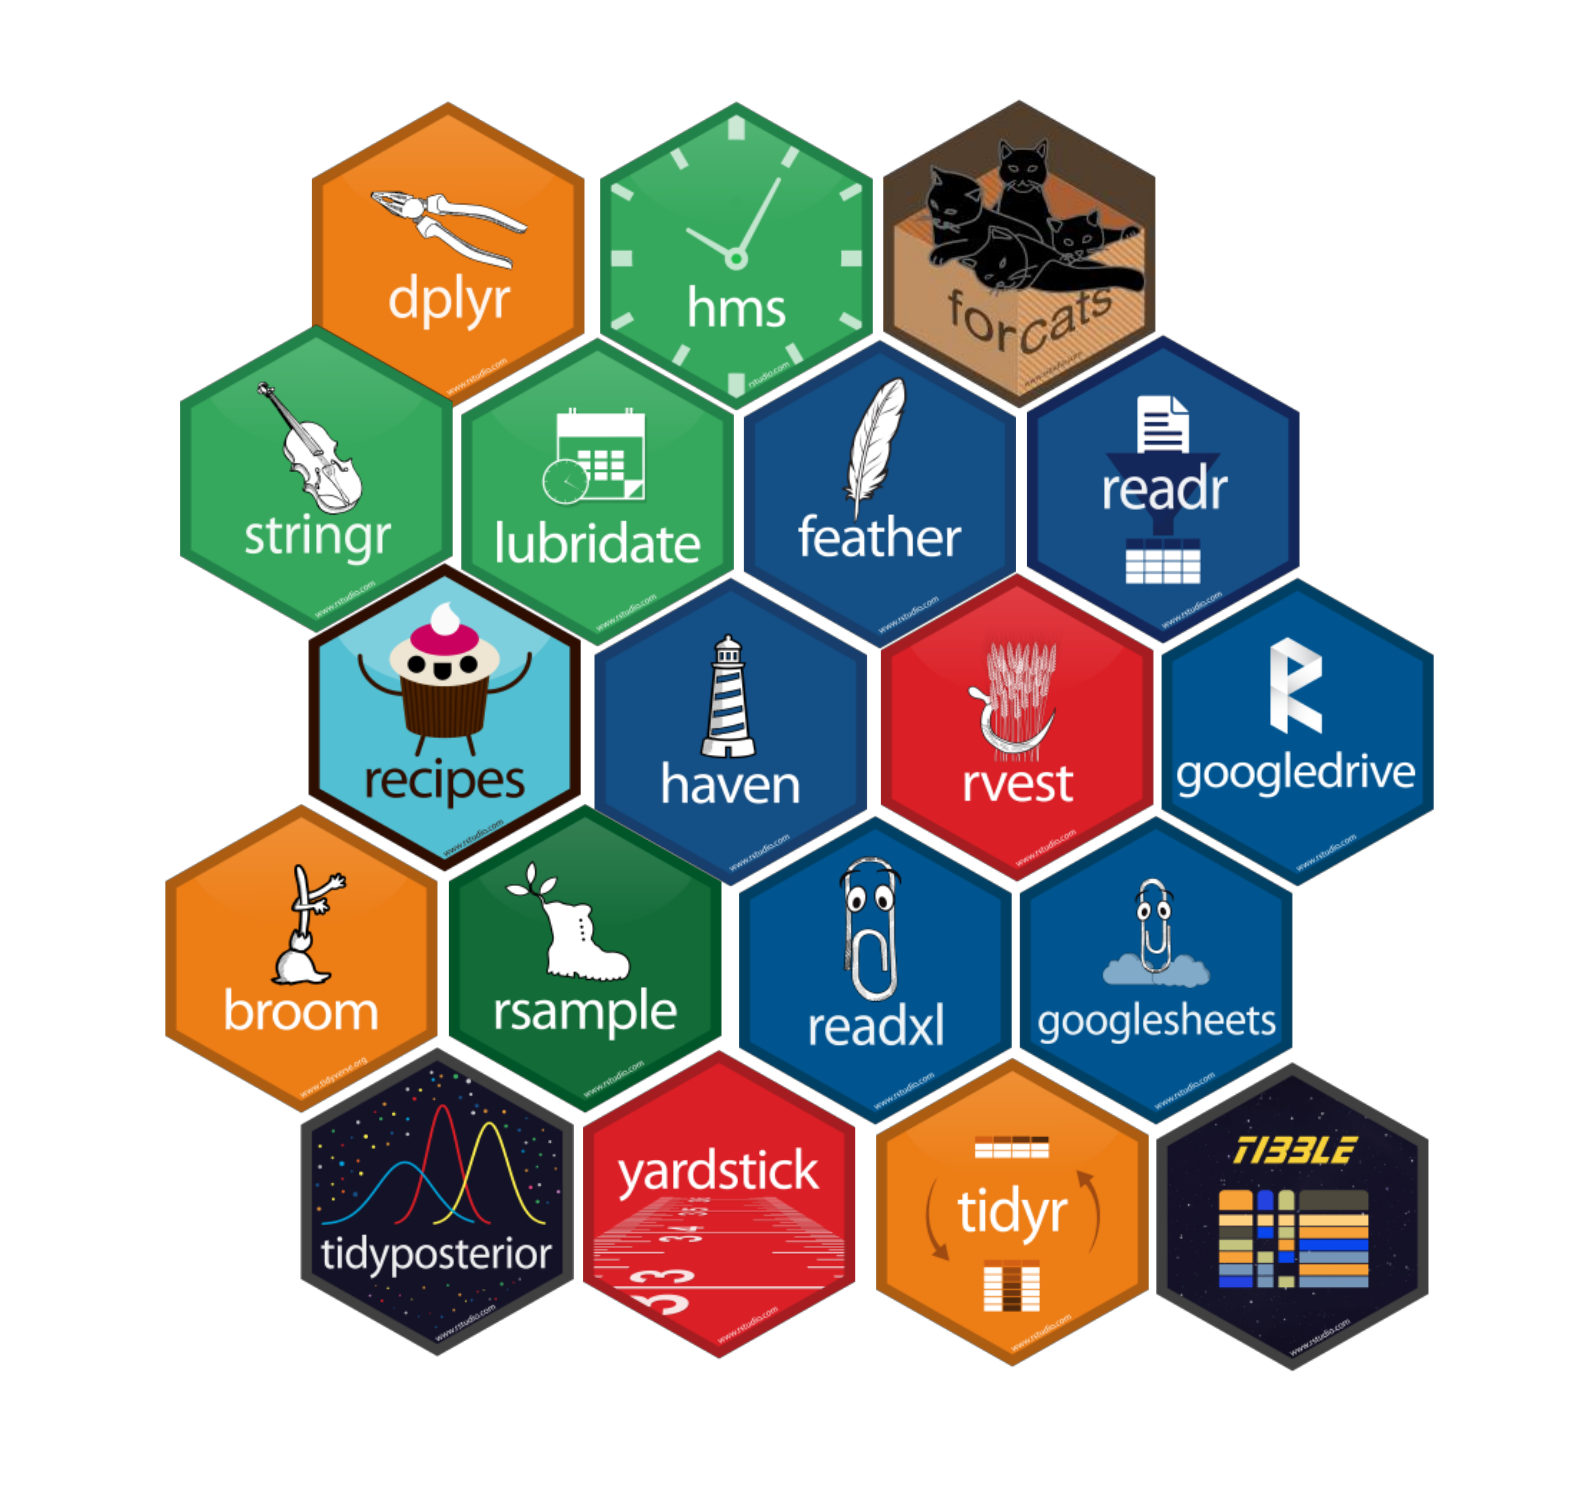 dplyr
www.rstudio.com
hms
rstudio.com
forcats
stringr
www.rstudio.com
lubridate
www.rstudio.com
feather
www.rstudio.com
readr
www.rstudio.com
recipes
www.rstudio.com
haven
www.rstudio.com
rvest
www.rstudio.com
googledrive
www.rstudio.com
broom
www.tidyverse.org
rsample
www.rstudio.com
readxl
www.rstudio.com
googlesheets
www.rstudio.com
tidyposterior
www.rstudio.com
yardstick
35
34
33
www.rstudio.com
tidyr
www.rstudio.com
TIBBLE
www.rstudio.com